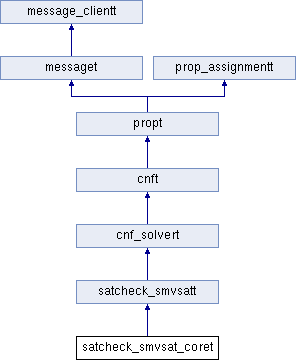 message_clientt
messaget
prop_assignmentt
propt
cnft
cnf_solvert
satcheck_smvsatt
satcheck_smvsat_coret